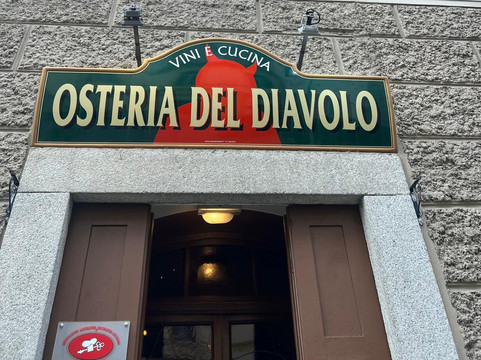 VINI E CUCINA
OSTERIA DEL DIAVOLO